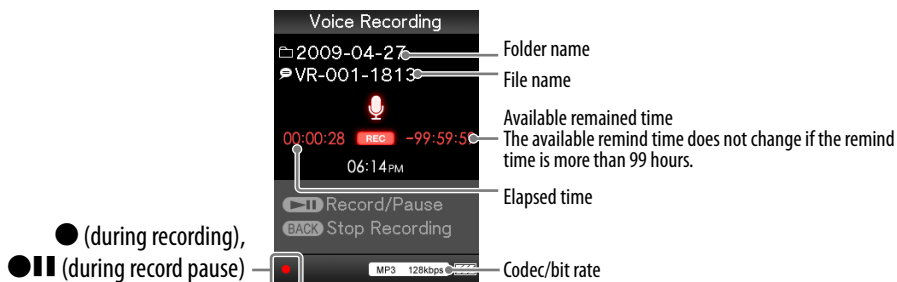 Voice Recording
2009-04-27
Folder name
VR-001-1813
File name
Available remained time
The available remind time does not change if the remind
time is more than 99 hours.
00:00:28 REC -99:59:59
06:14PM
Elapsed time
Record/Pause
BACK Stop Recording
(during recording),
(during record pause)
MP3 128kbps
Codec/bit rate